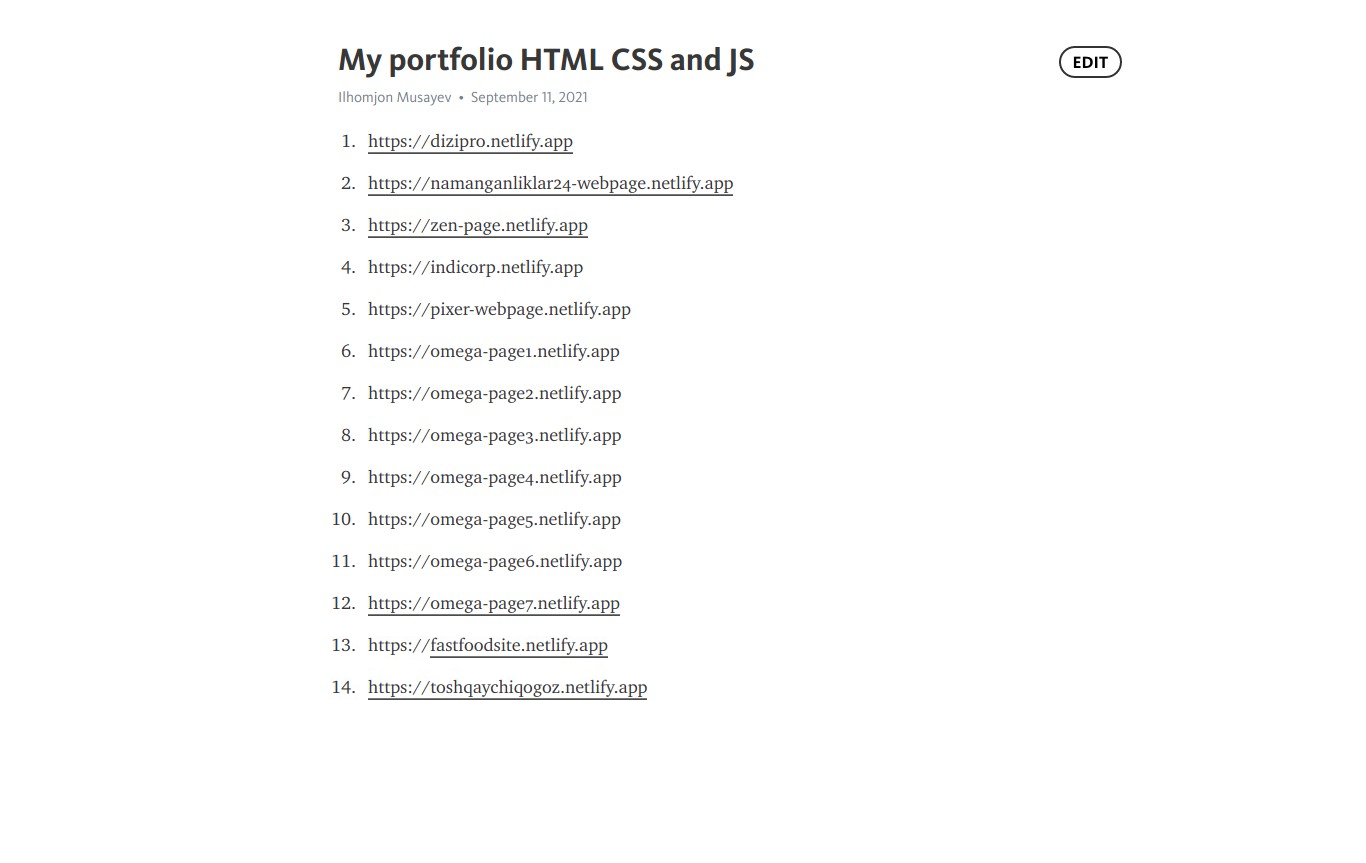 My portfolio HTML CSS and JS
EDIT
Ilhomjon Musayev • September 11, 2021
1. https://dizipro.netlify.app
2. https://namanganliklar24-webpage.netlify.app
3. https://zen-page.netlify.app
4. https://indicorp.netlify.app
5. https://pixer-webpage.netlify.app
6. https://omega-page1.netlify.app
7. https://omega-page2.netlify.app
8. https://omega-page3.netlify.app
9. https://omega-page4.netlify.app
10. https://omega-page5.netlify.app
11. https://omega-page6.netlify.app
12. https://omega-page7.netlify.app
13. https://fastfoodsite.netlify.app
14. https://toshqaychiqogoz.netlify.app